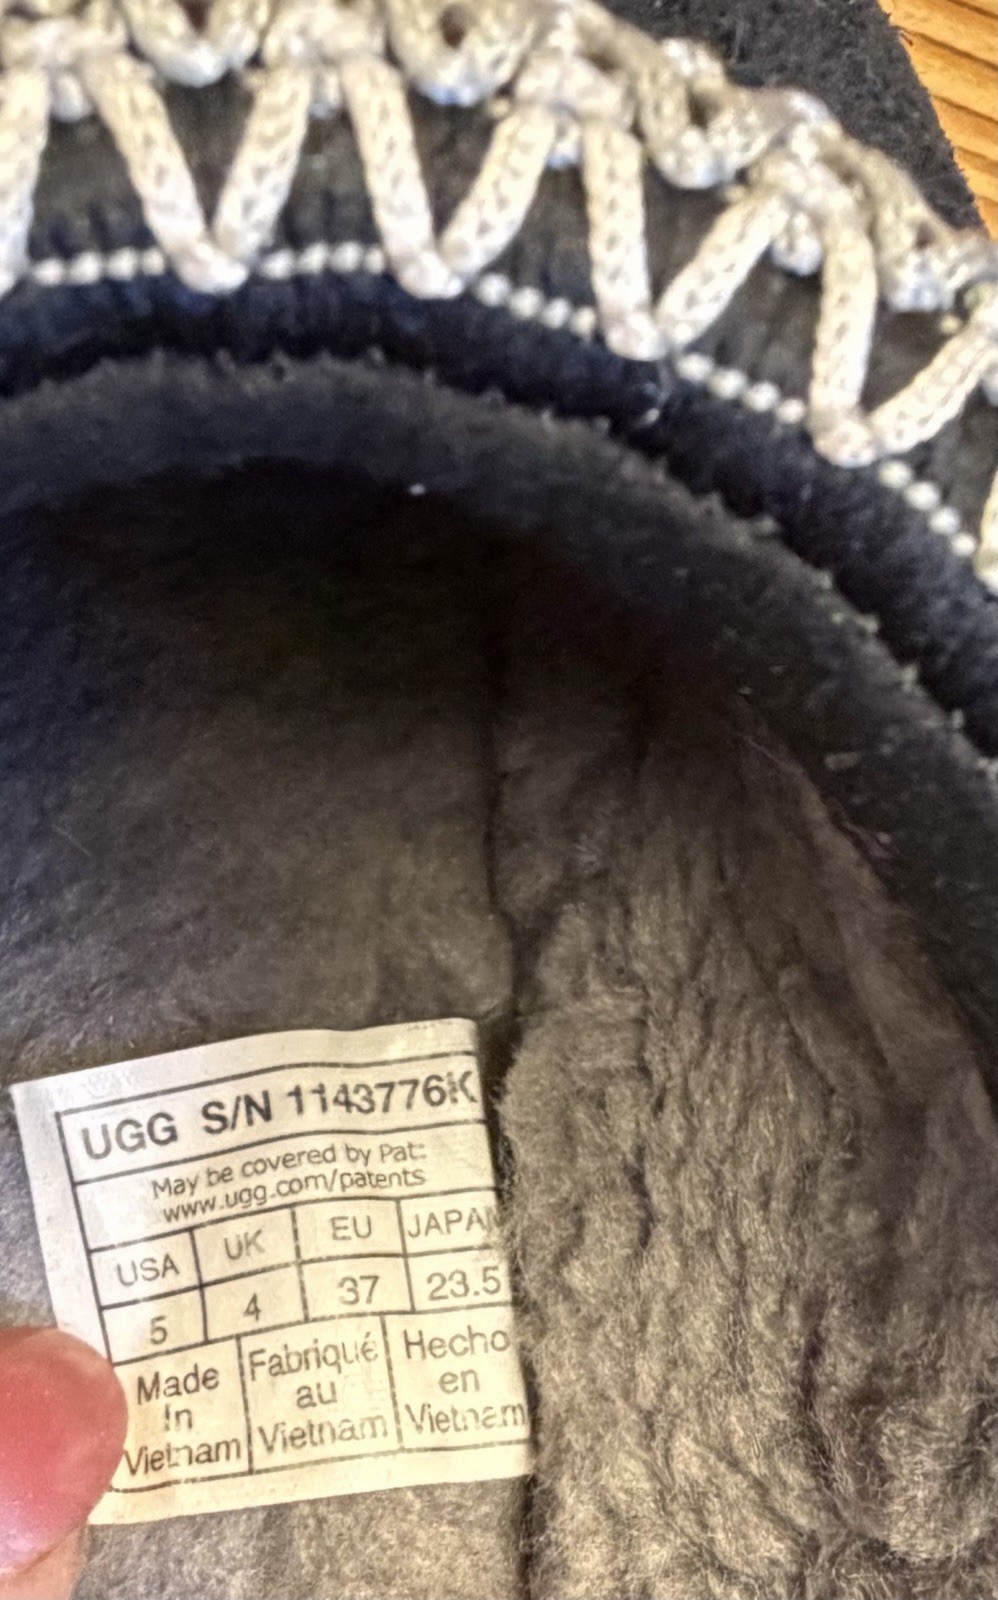 UGG S/N 1143776K
May be covered by Pat:
www.ugg.com/patents
USA UK EU JAPAN
5 4 37 23.5
Made
In
Vietnam
Fabriqué
au
Vietnam
Hecho
en
Vietnam